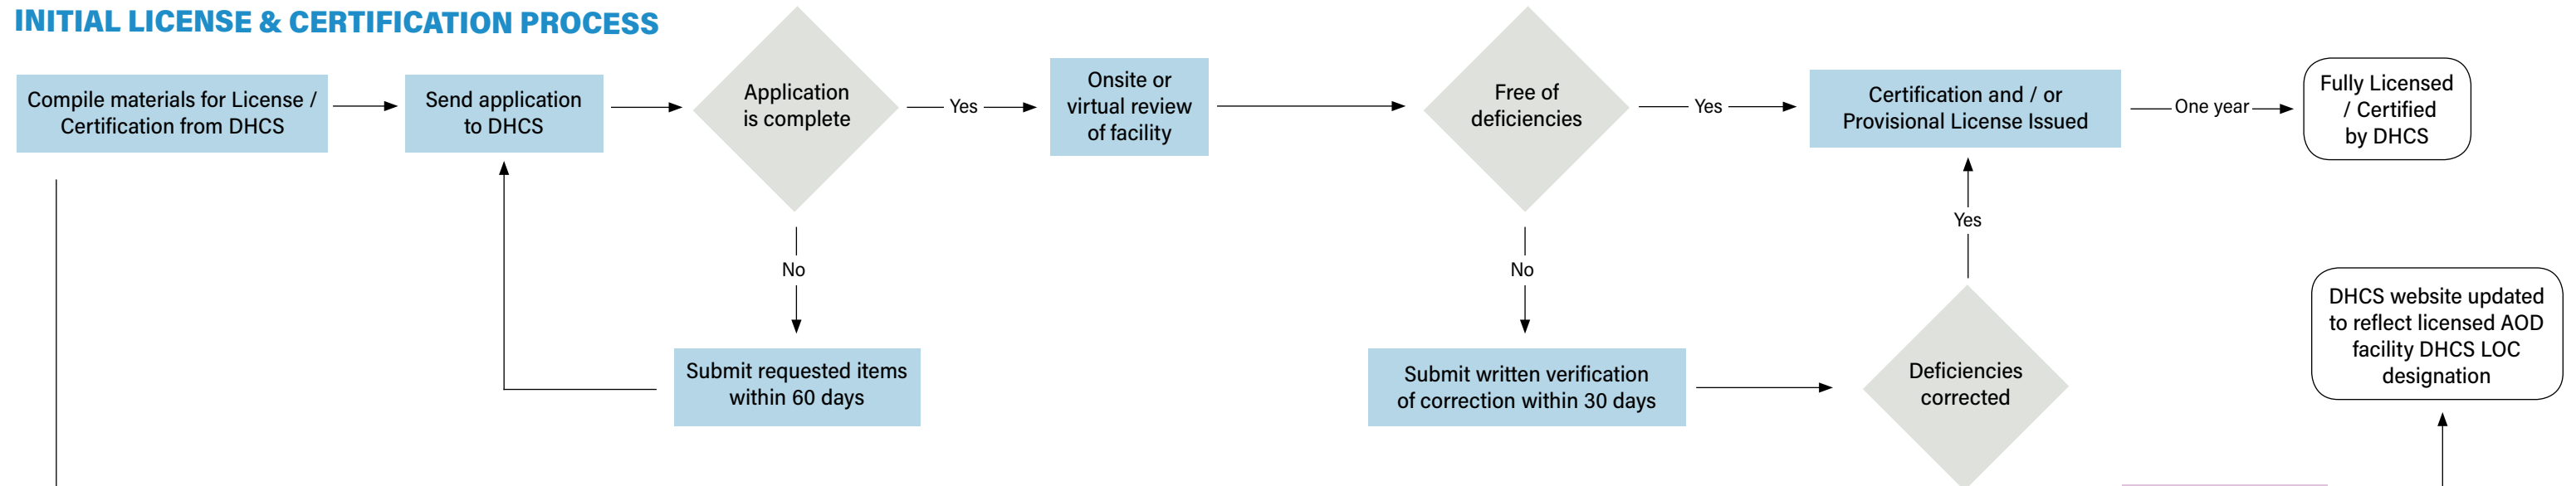 INITIAL LICENSE & CERTIFICATION PROCESS
Compile materials for License /
Certification from DHCS
Send application
to DHCS
Application
is complete
Yes
Onsite or
virtual review
of facility
Free of
deficiencies
Yes
Certification and / or
Provisional License Issued
One year
Fully Licensed
/ Certified
by DHCS
No
Submit requested items
within 60 days
No
Submit written verification
of correction within 30 days
Deficiencies
corrected
Yes
DHCS website updated
to reflect licensed AOD
facility DHCS LOC
designation